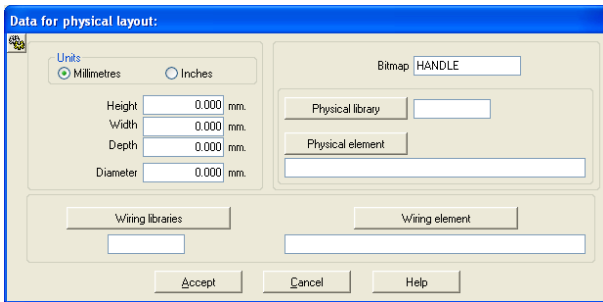 Data for physical layout:
Units
Millimetres Inches
Height 0.000 mm.
Width 0.000 mm.
Depth 0.000 mm.
Diameter 0.000 mm.
Bitmap HANDLE
Physical library
Physical element
Wiring libraries Wiring element
Accept Cancel Help